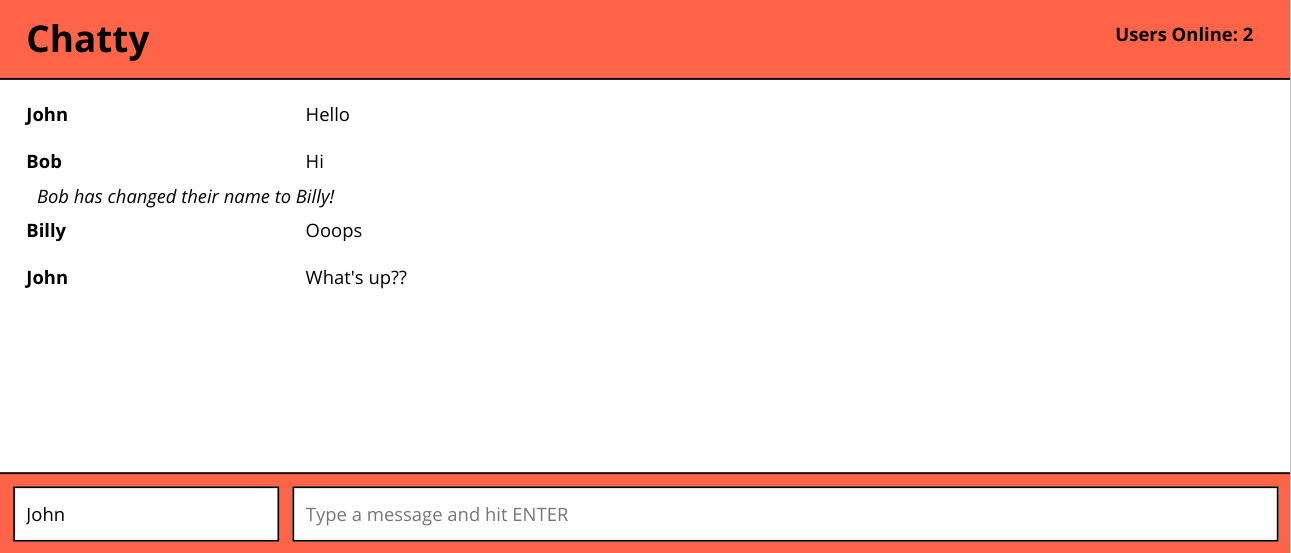 Chatty
Users Online: 2
John Hello
Bob Hi
Bob has changed their name to Billy!
Billy Ooops
John What's up??
John Type a message and hit ENTER